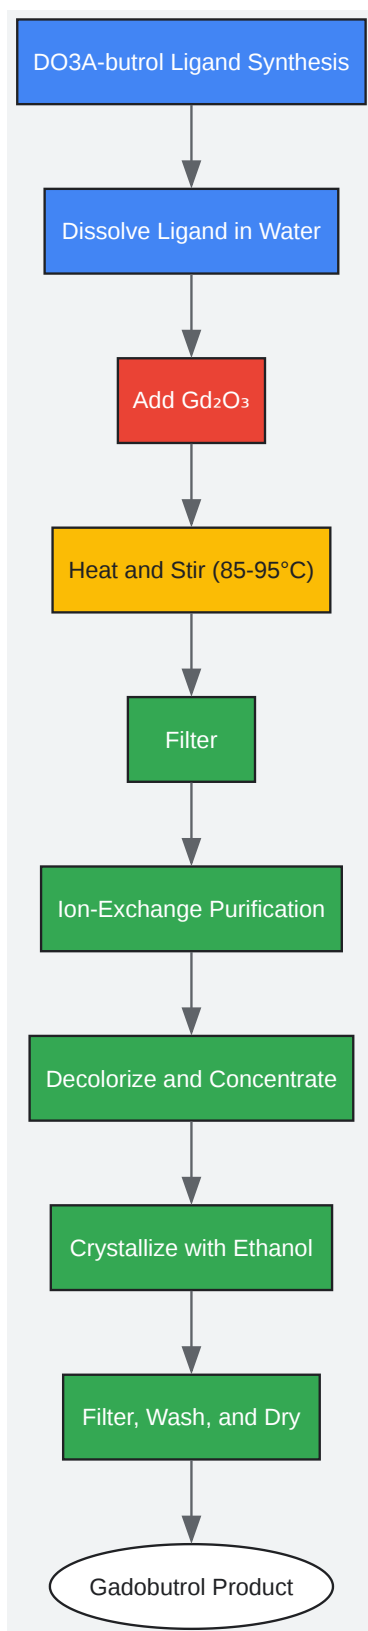 DO3A-butrol Ligand Synthesis
Dissolve Ligand in Water
Add Gd₂O₃
Heat and Stir (85-95°C)
Filter
Ion-Exchange Purification
Decolorize and Concentrate
Crystallize with Ethanol
Filter, Wash, and Dry
Gadobutrol Product